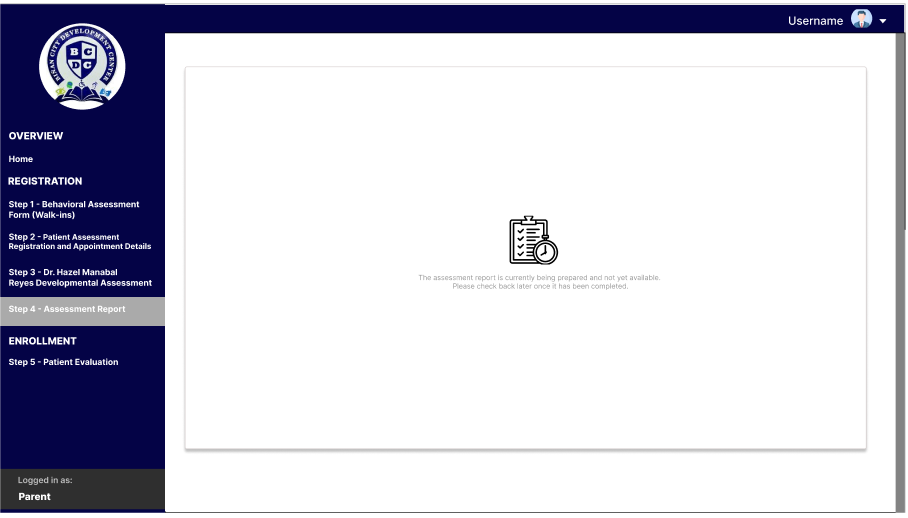 BINAN CITY DEVELOPMENT CENTER
B C
D C
Username
OVERVIEW
Home
REGISTRATION
Step 1 - Behavioral Assessment
Form (Walk-ins)
Step 2 - Patient Assessment
Registration and Appointment Details
Step 3 - Dr. Hazel Manabal
Reyes Developmental Assessment
Step 4 - Assessment Report
ENROLLMENT
Step 5 - Patient Evaluation
The assessment report is currently being prepared and not yet available.
Please check back later once it has been completed.
Logged in as:
Parent